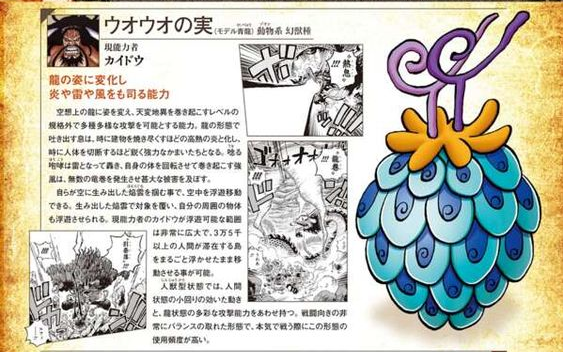 ウオウオの実(モデル青龍) 動物系 幻獣種
現能力者
カイドウ
龍の姿に変化し
炎や雷や風をも司る能力
空想上の龍に姿を変え、天変地異を巻き起こすレベルの
規格外で多種多様な攻撃を可能とする能力。龍の形態で
吐き出す息は、時に建物を焼き尽くすほどの高熱の炎と化し、
時に人体を切断するほど鋭く強力なかまいたちとなる。唸る
咆哮は雷となって轟き、自身の体を回転させて巻き起こす強
風は、無数の竜巻を発生させ甚大な被害を及ぼす。
自らが空に生み出した焔雲を掴む事で、空中を浮遊移動
できる。生み出した焔雲で対象を覆い、自分の周囲の物体
も浮遊させられる。現能力者のカイドウが浮遊可能な範囲
は非常に広大で、3万5千
以上の人間が滞在する島
をまるごと浮かせたまま移
動させる事が可能。
人獣型状態では、人間
状態の小回りの効いた動き
と、龍状態の多彩な攻撃能力をあわせ持つ。戦闘向きの非
常にバランスの取れた形態で、本気で戦う際にこの形態の
使用頻度が高い。
熱息